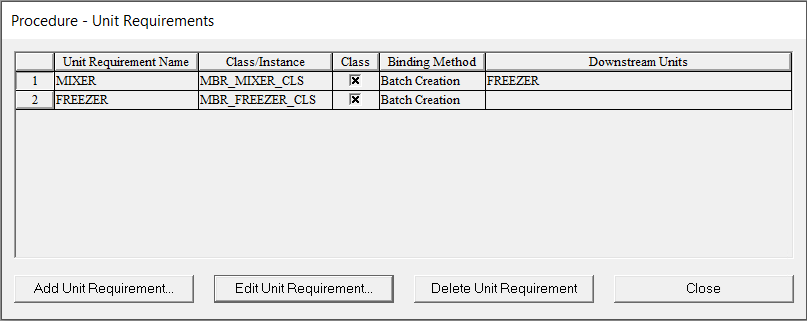 Procedure - Unit Requirements
Unit Requirement Name Class/Instance Class Binding Method Downstream Units
1 MIXER MBR_MIXER_CLS Batch Creation FREEZER
2 FREEZER MBR_FREEZER_CLS Batch Creation
Add Unit Requirement... Edit Unit Requirement... Delete Unit Requirement Close